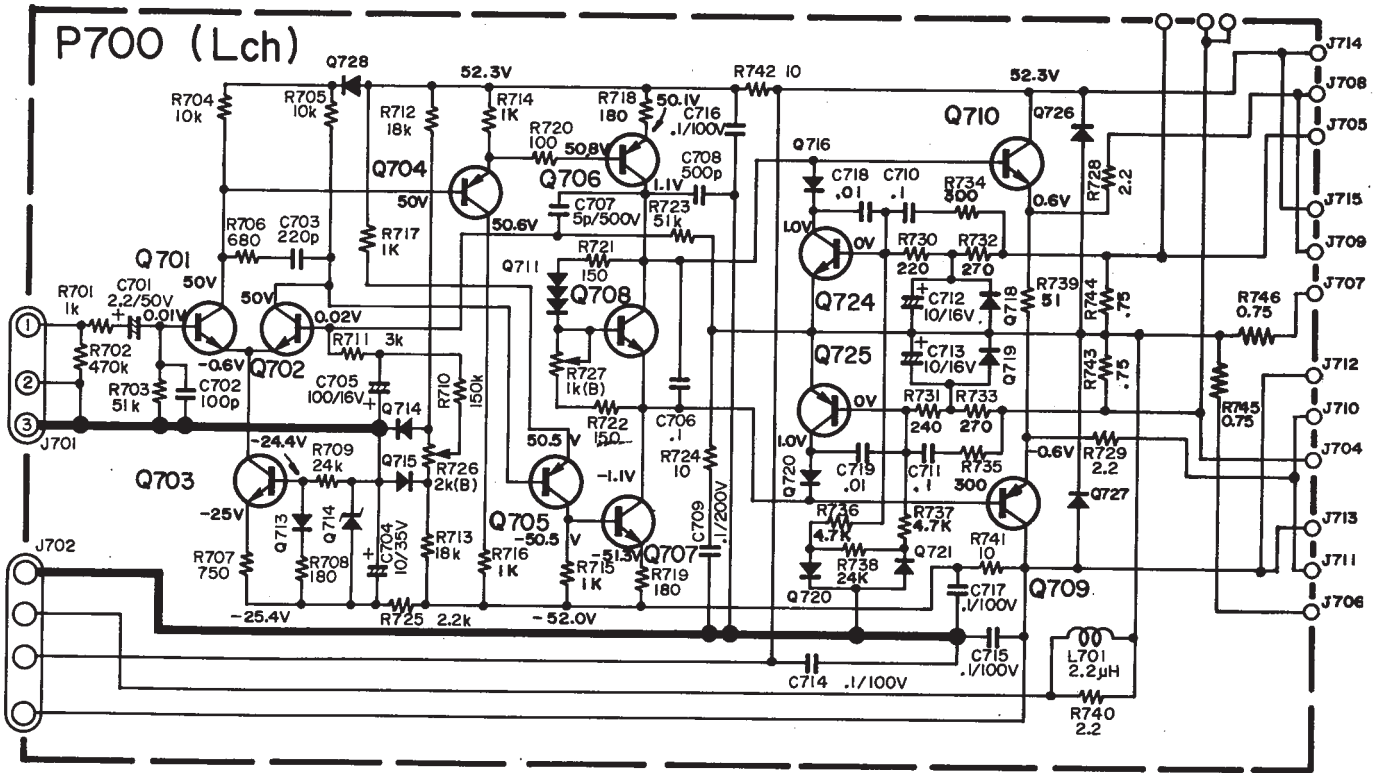 P700 (Lch)
Q728
52.3V
R742 10
52.3V
J714
R704
10k
R705
10k
R712
18k
R714
1K
R718
180
50.1V
C716
.1/100V
Q710
Q726
J708
R720
100
50.8V
J705
Q704
Q716
50V
Q706
C708
500p
C718
.01
C710
.1
R734
300
R728
2.2
1.1V
C707
5p/500V
R723
51k
0.6V
J715
R706
680
C703
220p
R717
1K
50.6V
1.0V
0V
R730
220
R732
270
J709
Q701
Q711
R721
150
Q708
Q724
C712
10/16V
Q718
R739
51
R744
.75
J707
R701
1k
C701
2.2/50V
0.01V
50V
50V
0.02V
R746
0.75
1
R711 3k
Q725
C713
10/16V
Q719
R743
.75
R702
470k
-0.6V
Q702
R727
1k(B)
J712
2
R703
51k
C702
100p
C705
100/16V
R710
150k
0V
R731
240
R733
270
R745
0.75
J710
3
J701
Q714
R722
150
C706
.1
1.0V
-24.4V
R709
24k
Q715
R726
2k(B)
50.5 V
R724
10
Q720
C719
.01
C711
.1
R735
300
-0.6V
R729
2.2
J704
Q703
-1.1V
Q727
-25V
Q705
-50.5 V
C709
.1/200V
R736
4.7K
R737
4.7K
J713
J702
Q713
Q714
C704
10/35V
R713
18k
-51.3V
Q707
R738
24K
Q721
R741
10
J711
R707
750
R708
180
R716
1K
R715
1K
R719
180
Q720
C717
.1/100V
Q709
J706
-25.4V
R725 2.2k
-52.0V
C715
.1/100V
L701
2.2μH
C714 .1/100V
R740
2.2